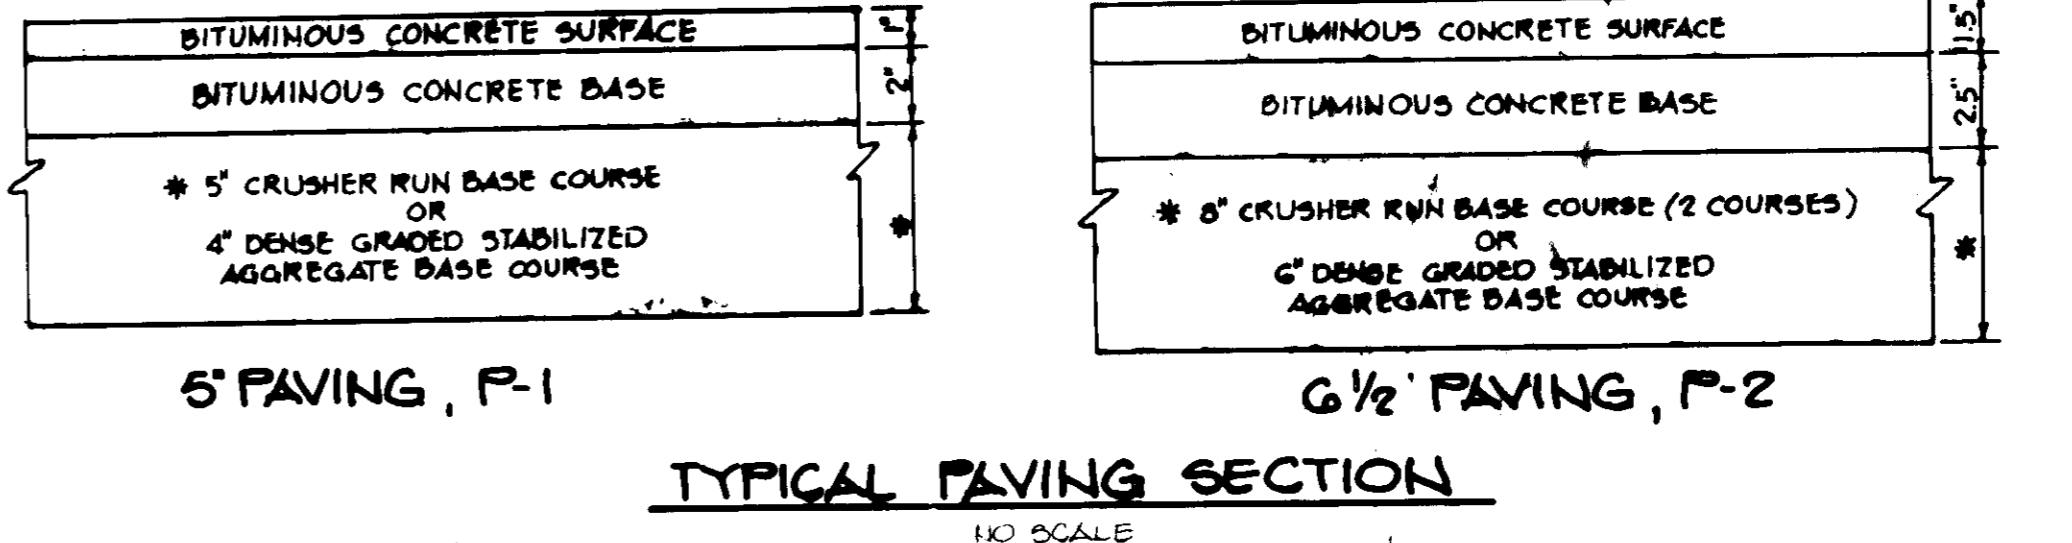 BITUMINOUS CONCRETE SURFACE
1"
BITUMINOUS CONCRETE BASE
2"
* 5" CRUSHER RUN BASE COURSE
OR
4" DENSE GRADED STABILIZED
AGGREGATE BASE COURSE
*
5" PAVING, P-1
BITUMINOUS CONCRETE SURFACE
1.5"
BITUMINOUS CONCRETE BASE
2.5"
* 8" CRUSHER RUN BASE COURSE (2 COURSES)
OR
6" DENSE GRADED STABILIZED
AGGREGATE BASE COURSE
*
6 1/2' PAVING, P-2
TYPICAL PAVING SECTION
NO SCALE